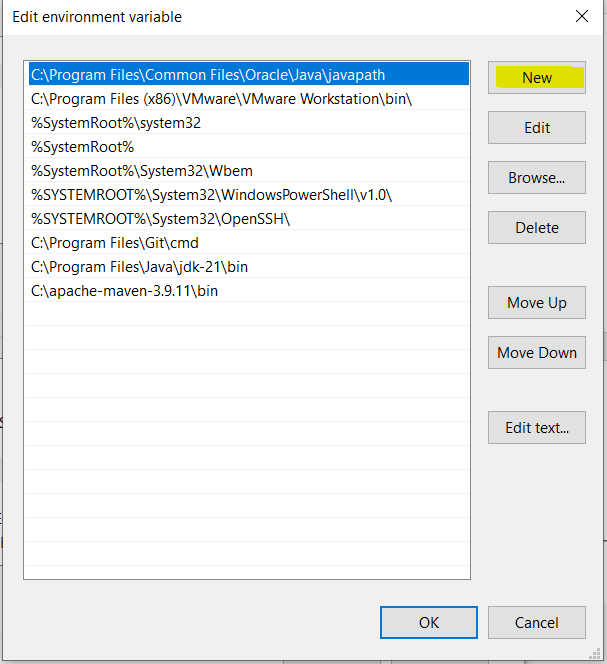 Edit environment variable
C:\Program Files\Common Files\Oracle\Java\javapath
C:\Program Files (x86)\VMware\VMware Workstation\bin\
%SystemRoot%\system32
%SystemRoot%
%SystemRoot%\System32\Wbem
%SYSTEMROOT%\System32\WindowsPowerShell\v1.0\
%SYSTEMROOT%\System32\OpenSSH\
C:\Program Files\Git\cmd
C:\Program Files\Java\jdk-21\bin
C:\apache-maven-3.9.11\bin
New
Edit
Browse...
Delete
Move Up
Move Down
Edit text...
OK
Cancel